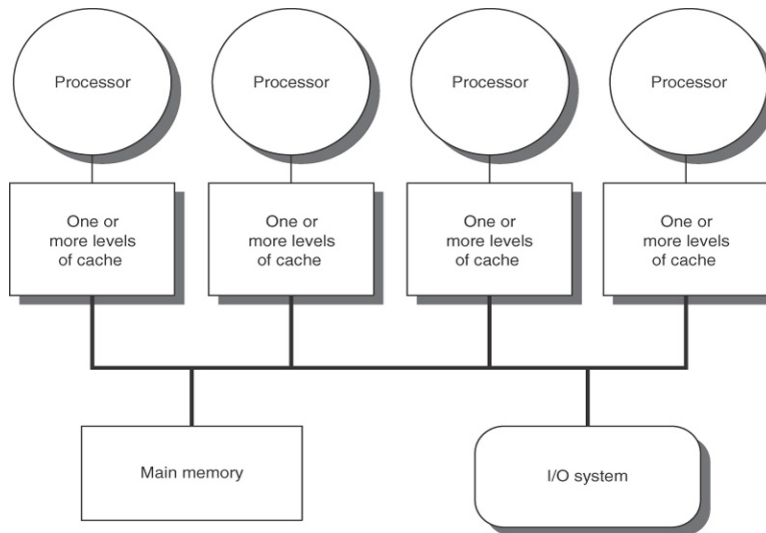 Processor
Processor
Processor
Processor
One or
more levels
of cache
One or
more levels
of cache
One or
more levels
of cache
One or
more levels
of cache
Main memory
I/O system